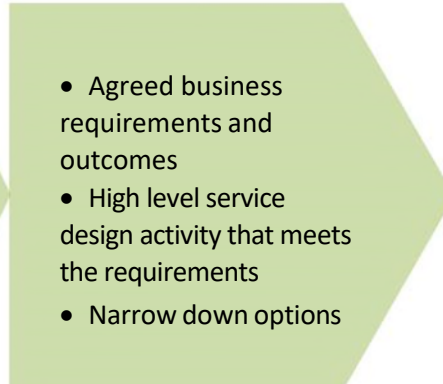 • Agreed business
requirements and
outcomes
• High level service
design activity that meets
the requirements
• Narrow down options